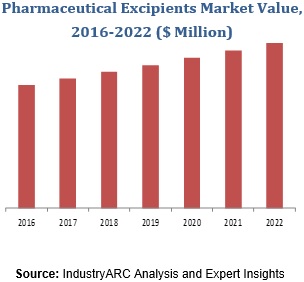 Pharmaceutical Excipients Market Value,
2016-2022 ($ Million)
2016 2017 2018 2019 2020 2021 2022
Source: IndustryARC Analysis and Expert Insights